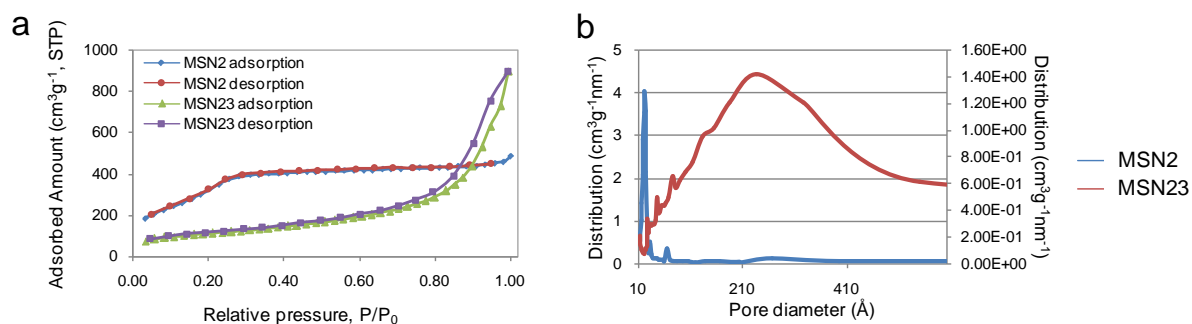 a
Adsorbed Amount (cm³g⁻¹, STP)
1000
800
600
400
200
0
0.00 0.20 0.40 0.60 0.80 1.00
Relative pressure, P/P₀
MSN2 adsorption
MSN2 desorption
MSN23 adsorption
MSN23 desorption
b
Distribution (cm³g⁻¹nm⁻¹)
5
4
3
2
1
0
10 210 410
Pore diameter (Å)
1.60E+00
1.40E+00
1.20E+00
1.00E+00
8.00E-01
6.00E-01
4.00E-01
2.00E-01
0.00E+00
Distribution (cm³g⁻¹nm⁻¹)
MSN2
MSN23